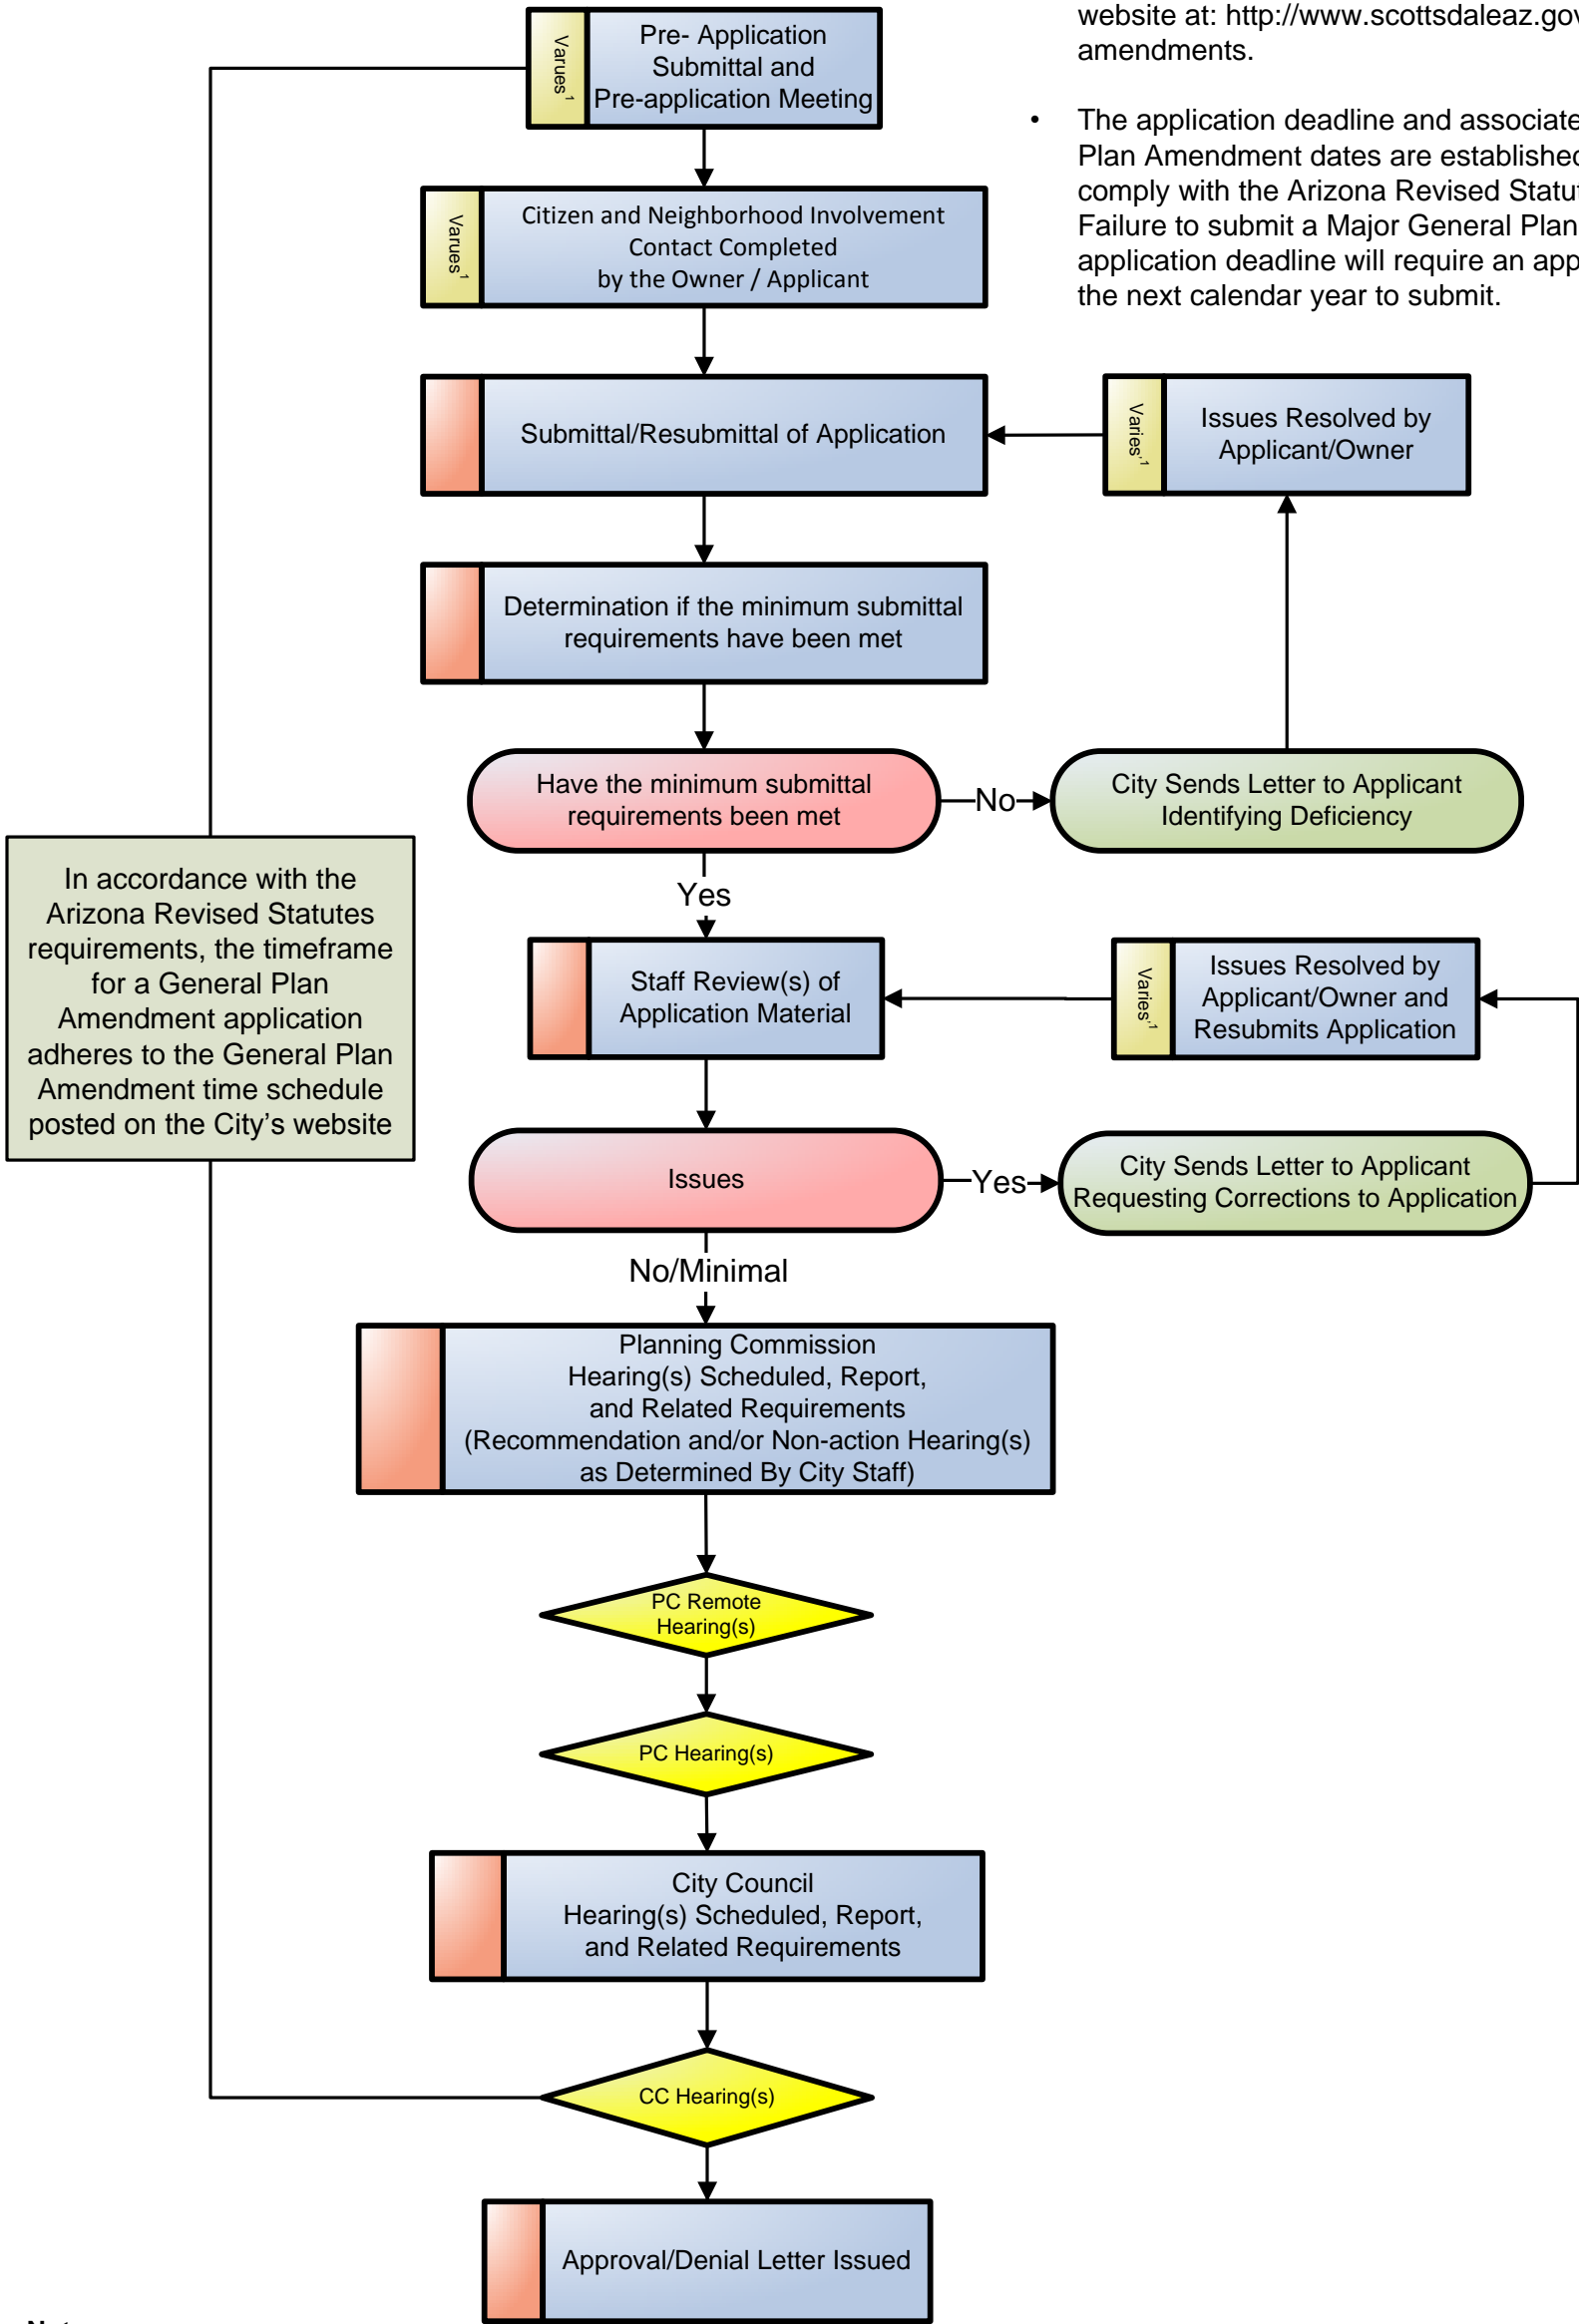 website at: http://www.scottsdaleaz.gov
amendments.
• The application deadline and associate
Plan Amendment dates are established
comply with the Arizona Revised Statut
Failure to submit a Major General Plan
application deadline will require an app
the next calendar year to submit.
Varues¹
Pre- Application
Submittal and
Pre-application Meeting
Varues¹
Citizen and Neighborhood Involvement
Contact Completed
by the Owner / Applicant
Submittal/Resubmittal of Application
Varies,¹
Issues Resolved by
Applicant/Owner
Determination if the minimum submittal
requirements have been met
Have the minimum submittal
requirements been met
No
City Sends Letter to Applicant
Identifying Deficiency
Yes
In accordance with the
Arizona Revised Statutes
requirements, the timeframe
for a General Plan
Amendment application
adheres to the General Plan
Amendment time schedule
posted on the City’s website
Staff Review(s) of
Application Material
Varies,¹
Issues Resolved by
Applicant/Owner and
Resubmits Application
Issues
Yes
City Sends Letter to Applicant
Requesting Corrections to Application
No/Minimal
Planning Commission
Hearing(s) Scheduled, Report,
and Related Requirements
(Recommendation and/or Non-action Hearing(s)
as Determined By City Staff)
PC Remote
Hearing(s)
PC Hearing(s)
City Council
Hearing(s) Scheduled, Report,
and Related Requirements
CC Hearing(s)
Approval/Denial Letter Issued